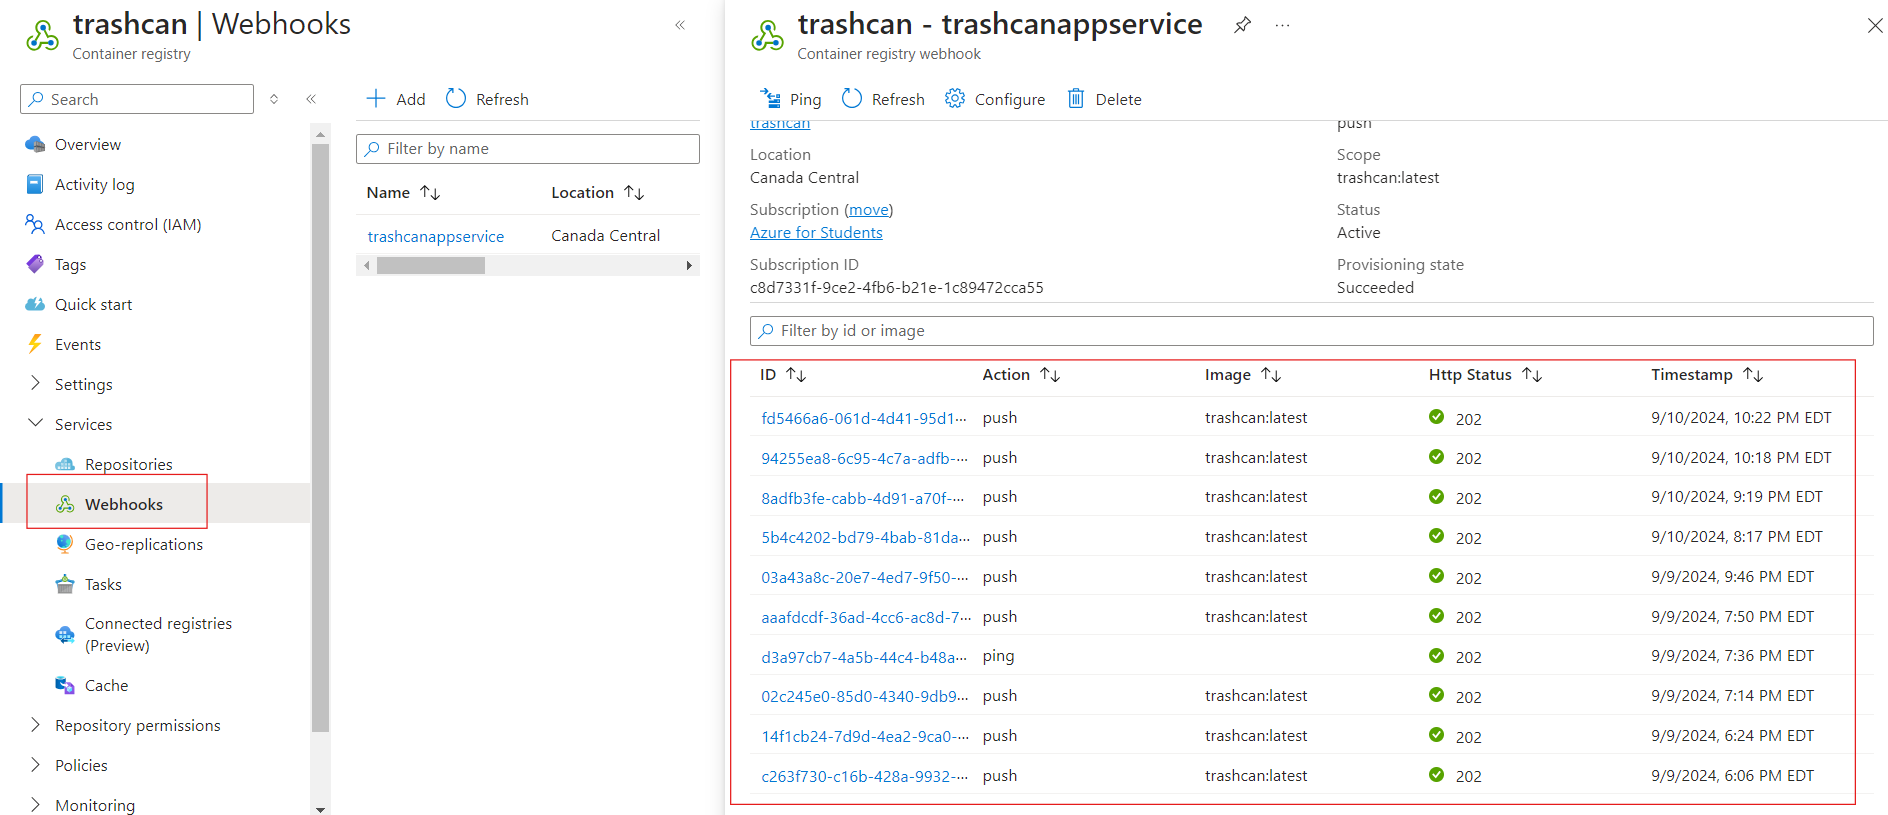 trashcan | Webhooks
Container registry
Search
Overview
Activity log
Access control (IAM)
Tags
Quick start
Events
Settings
Services
Repositories
Webhooks
Geo-replications
Tasks
Connected registries
(Preview)
Cache
Repository permissions
Policies
Monitoring
Add Refresh
Filter by name
Name Location
trashcanappservice Canada Central
trashcan - trashcanappservice
Container registry webhook
Ping Refresh Configure Delete
trashcan push
Location Scope
Canada Central trashcan:latest
Subscription (move) Status
Azure for Students Active
Subscription ID Provisioning state
c8d7331f-9ce2-4fb6-b21e-1c89472cca55 Succeeded
Filter by id or image
ID Action Image Http Status Timestamp
fd5466a6-061d-4d41-95d1-... push trashcan:latest 202 9/10/2024, 10:22 PM EDT
94255ea8-6c95-4c7a-adfb-... push trashcan:latest 202 9/10/2024, 10:18 PM EDT
8adfb3fe-cabb-4d91-a70f-... push trashcan:latest 202 9/10/2024, 9:19 PM EDT
5b4c4202-bd79-4bab-81da... push trashcan:latest 202 9/10/2024, 8:17 PM EDT
03a43a8c-20e7-4ed7-9f50-... push trashcan:latest 202 9/9/2024, 9:46 PM EDT
aaafdcdf-36ad-4cc6-ac8d-7... push trashcan:latest 202 9/9/2024, 7:50 PM EDT
d3a97cb7-4a5b-44c4-b48a... ping 202 9/9/2024, 7:36 PM EDT
02c245e0-85d0-4340-9db9... push trashcan:latest 202 9/9/2024, 7:14 PM EDT
14f1cb24-7d9d-4ea2-9ca0-... push trashcan:latest 202 9/9/2024, 6:24 PM EDT
c263f730-c16b-428a-9932-... push trashcan:latest 202 9/9/2024, 6:06 PM EDT